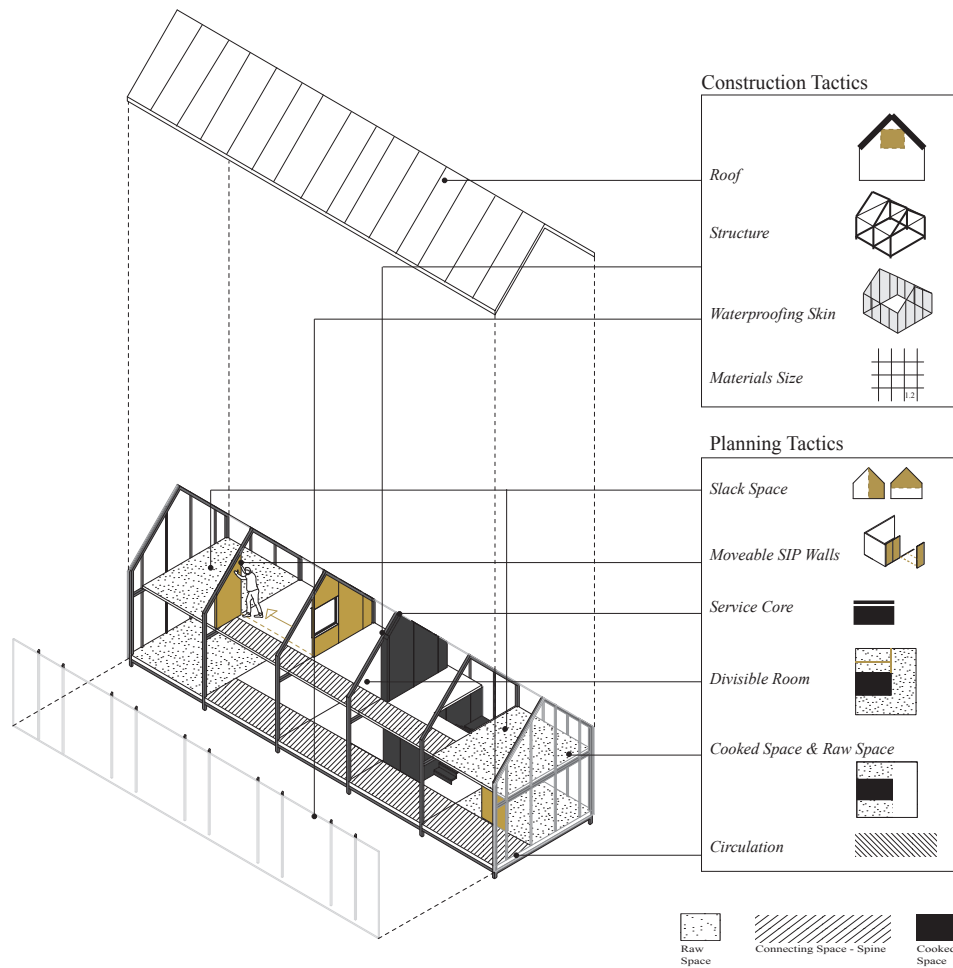 Construction Tactics
Roof
Structure
Waterproofing Skin
Materials Size
1.2
Planning Tactics
Slack Space
Moveable SIP Walls
Service Core
Divisible Room
Cooked Space & Raw Space
Circulation
Raw
Space
Connecting Space - Spine
Cooked
Space